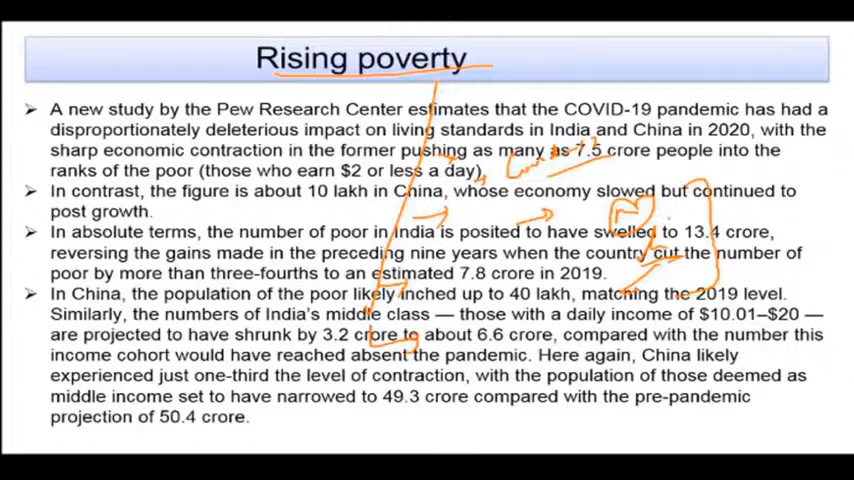 Rising poverty
➢ A new study by the Pew Research Center estimates that the COVID-19 pandemic has had a
disproportionately deleterious impact on living standards in India and China in 2020, with the
sharp economic contraction in the former pushing as many as 7.5 crore people into the
ranks of the poor (those who earn $2 or less a day),
➢ In contrast, the figure is about 10 lakh in China, whose economy slowed but continued to
post growth.
➢ In absolute terms, the number of poor in India is posited to have swelled to 13.4 crore,
reversing the gains made in the preceding nine years when the country cut the number of
poor by more than three-fourths to an estimated 7.8 crore in 2019.
➢ In China, the population of the poor likely inched up to 40 lakh, matching the 2019 level.
Similarly, the numbers of India's middle class — those with a daily income of $10.01–$20 —
are projected to have shrunk by 3.2 crore to about 6.6 crore, compared with the number this
income cohort would have reached absent the pandemic. Here again, China likely
experienced just one-third the level of contraction, with the population of those deemed as
middle income set to have narrowed to 49.3 crore compared with the pre-pandemic
projection of 50.4 crore.